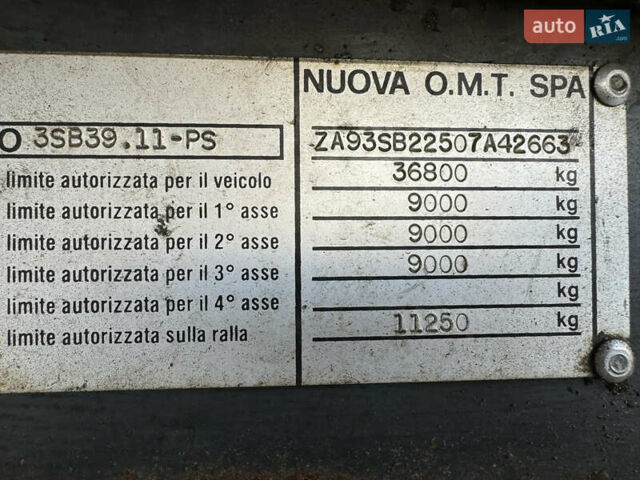 auto RIA .com
NUOVA O.M.T. SPA
O 3SB39.11-PS ZA93SB22507A42663
limite autorizzata per il veicolo 36800 kg
limite autorizzata per il 1° asse 9000 kg
limite autorizzata per il 2° asse 9000 kg
limite autorizzata per il 3° asse 9000 kg
limite autorizzata per il 4° asse kg
limite autorizzata sulla ralla 11250 kg